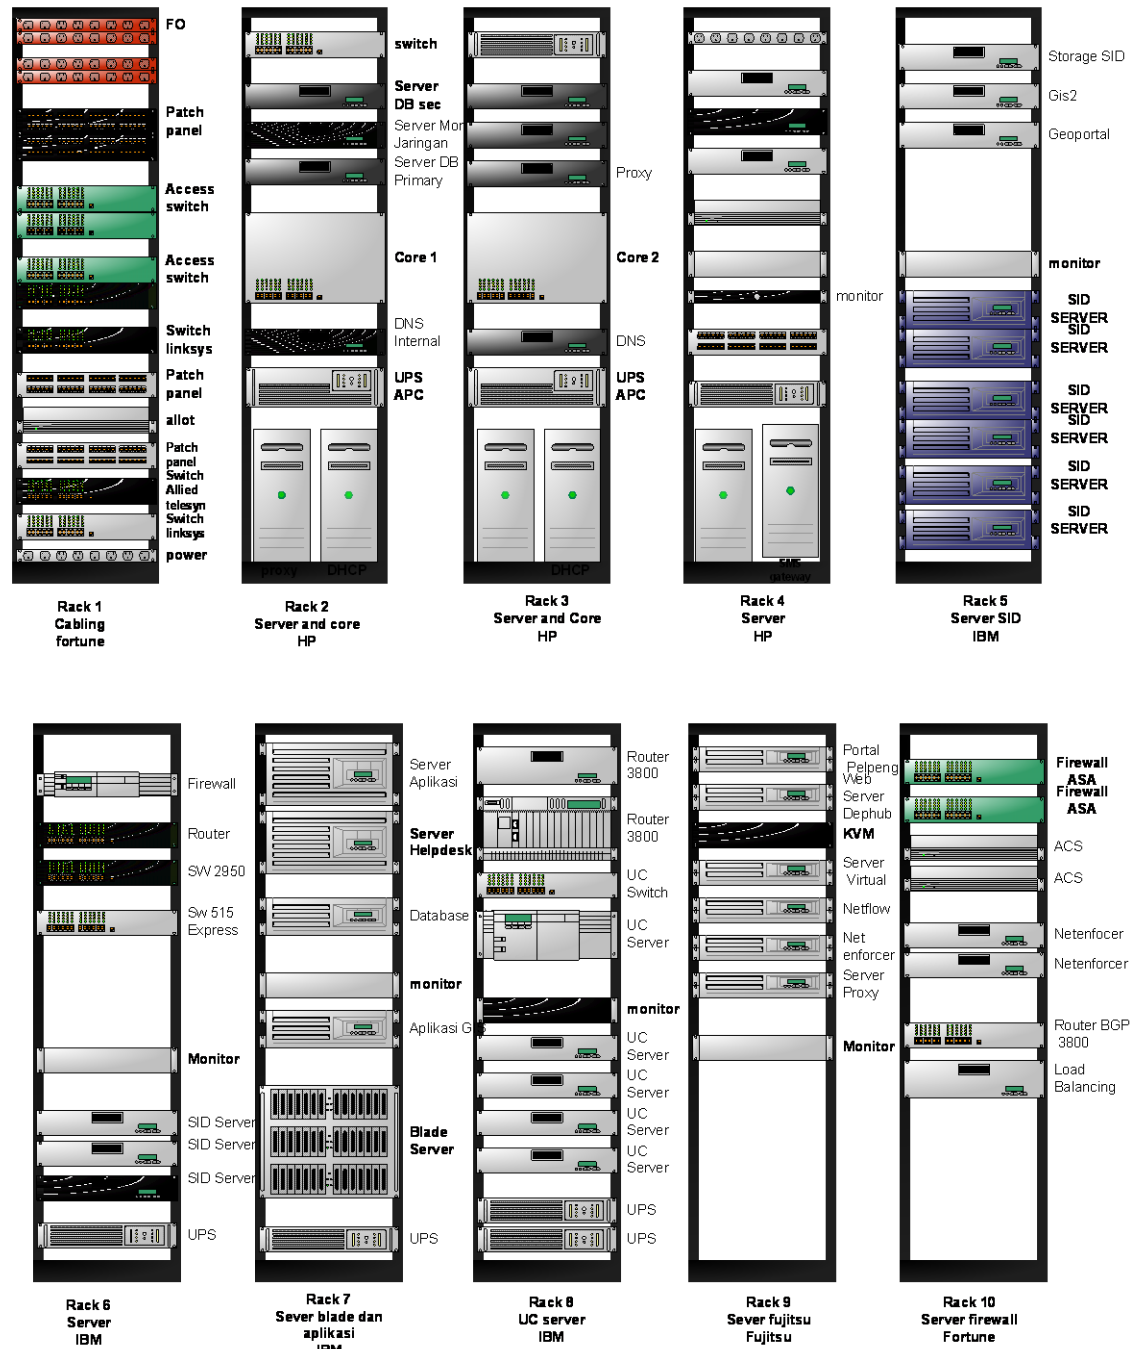 FO
Patch
panel
Access
switch
Access
switch
Switch
linksys
Patch
panel
allot
Patch
panel
Switch
Allied
telesyn
Switch
linksys
power
Rack 1
Cabling
fortune
switch
Server
DB sec
Server Mon
Jaringan
Server DB
Primary
Core 1
DNS
Internal
UPS
APC
proxy DHCP
Rack 2
Server and core
HP
Proxy
Core 2
DNS
UPS
APC
DHCP
Rack 3
Server and Core
HP
monitor
SMS
gateway
Rack 4
Server
HP
Storage SID
Gis2
Geoportal
monitor
SID
SERVER
SID
SERVER
SID
SERVER
SID
SERVER
SID
SERVER
SID
SERVER
Rack 5
Server SID
IBM
Firewall
Router
SW 2950
Sw 515
Express
Monitor
SID Server
SID Server
SID Server
UPS
Rack 6
Server
IBM
Server
Aplikasi
Server
Helpdesk
Database
monitor
Aplikasi GIS
Blade
Server
UPS
Rack 7
Sever blade dan
aplikasi
IBM
Router
3800
Router
3800
UC
Switch
UC
Server
monitor
UC
Server
UC
Server
UC
Server
UC
Server
UPS
UPS
Rack 8
UC server
IBM
Portal
Pelpeng
Web
Server
Dephub
KVM
Server
Virtual
Netflow
Net
enforcer
Server
Proxy
Monitor
Rack 9
Sever fujitsu
Fujitsu
Firewall
ASA
Firewall
ASA
ACS
ACS
Netenfocer
Netenforcer
Router BGP
3800
Load
Balancing
Rack 10
Server firewall
Fortune